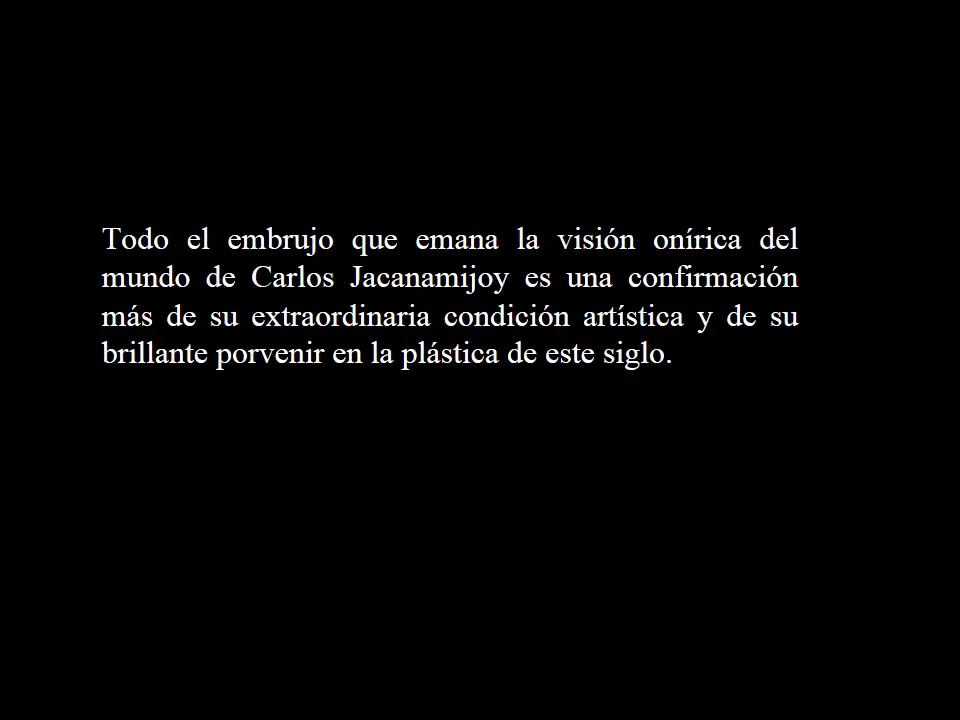 Todo el embrujo que emana la visión onírica del
mundo de Carlos Jacanamijoy es una confirmación
más de su extraordinaria condición artística y de su
brillante porvenir en la plástica de este siglo.